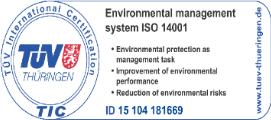 TÜV International Certification
TÜV
THÜRINGEN
TIC
Environmental management
system ISO 14001
• Environmental protection as
management task
• Improvement of environmental
performance
• Reduction of environmental risks
ID 15 104 181669
www.tuev-thueringen.de